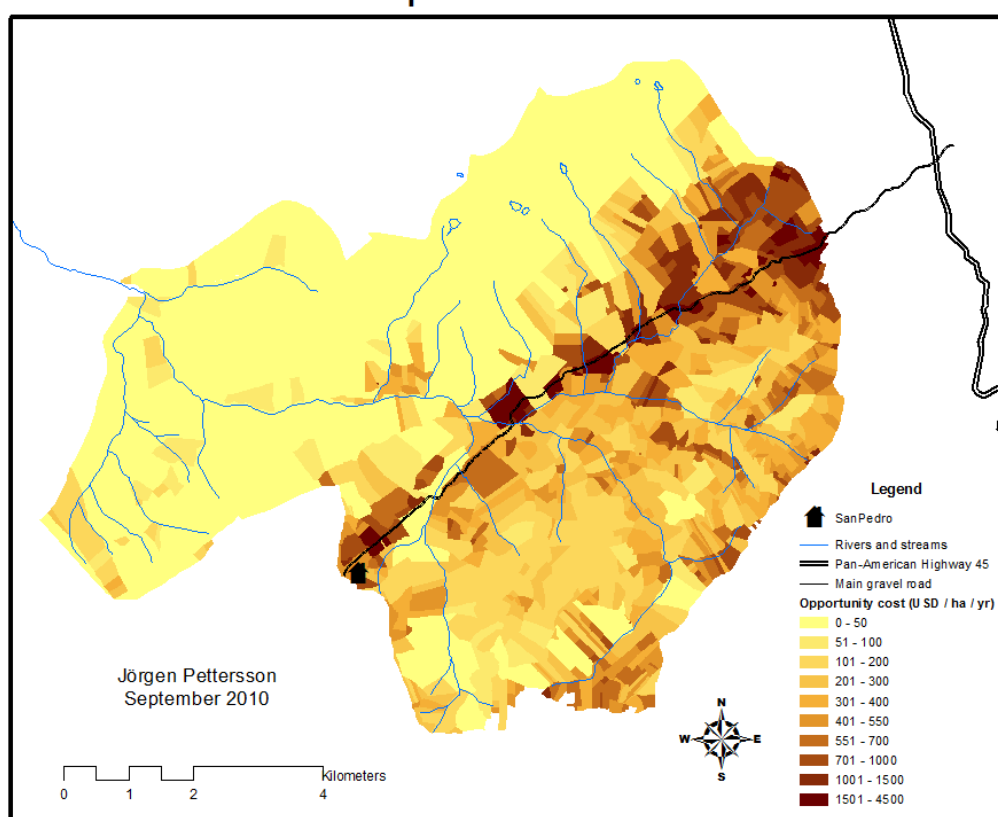 Legend
SanPedro
Rivers and streams
Pan-American Highway 45
Main gravel road
Opportunity cost (USD / ha / yr)
0 - 50
51 - 100
101 - 200
201 - 300
301 - 400
401 - 550
551 - 700
701 - 1000
1001 - 1500
1501 - 4500
Jörgen Pettersson
September 2010
N
W E
S
Kilometers
0 1 2 4